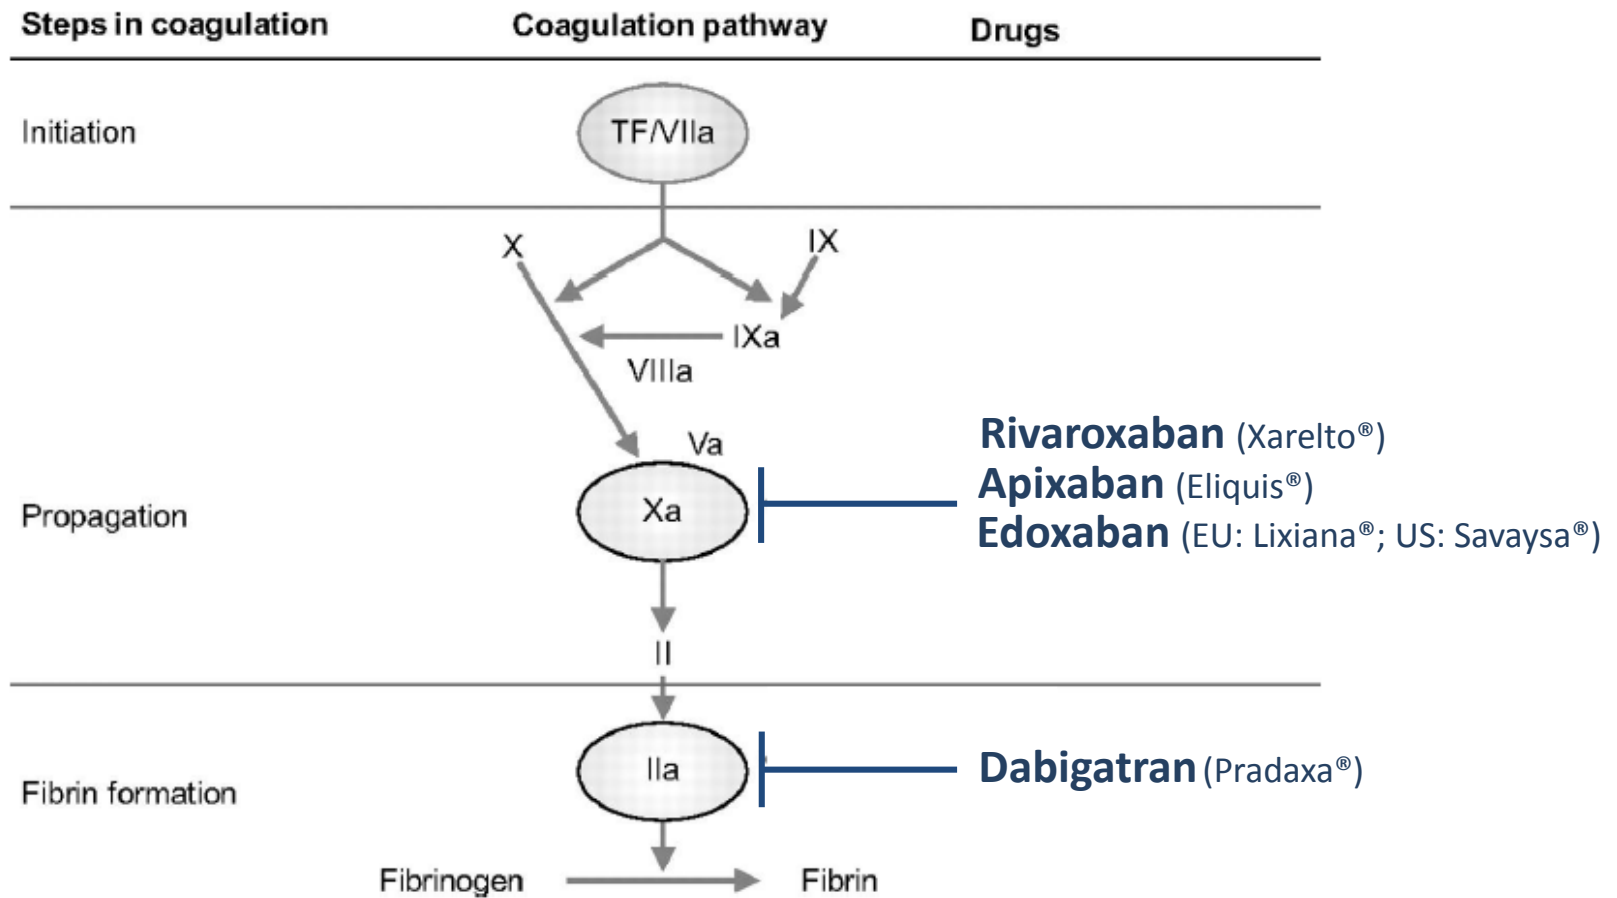 Steps in coagulation Coagulation pathway Drugs
Initiation TF/VIIa
X IX
IXa
VIIIa
Va
Rivaroxaban (Xarelto®)
Apixaban (Eliquis®)
Edoxaban (EU: Lixiana®; US: Savaysa®)
Propagation Xa
II
IIa Dabigatran (Pradaxa®)
Fibrin formation
Fibrinogen Fibrin